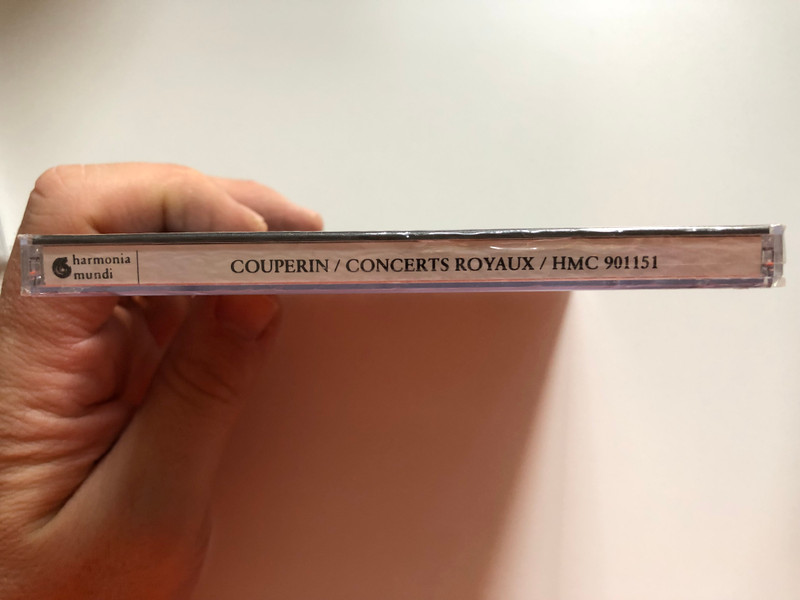 harmonia
mundi
COUPERIN / CONCERTS ROYAUX / HMC 901151